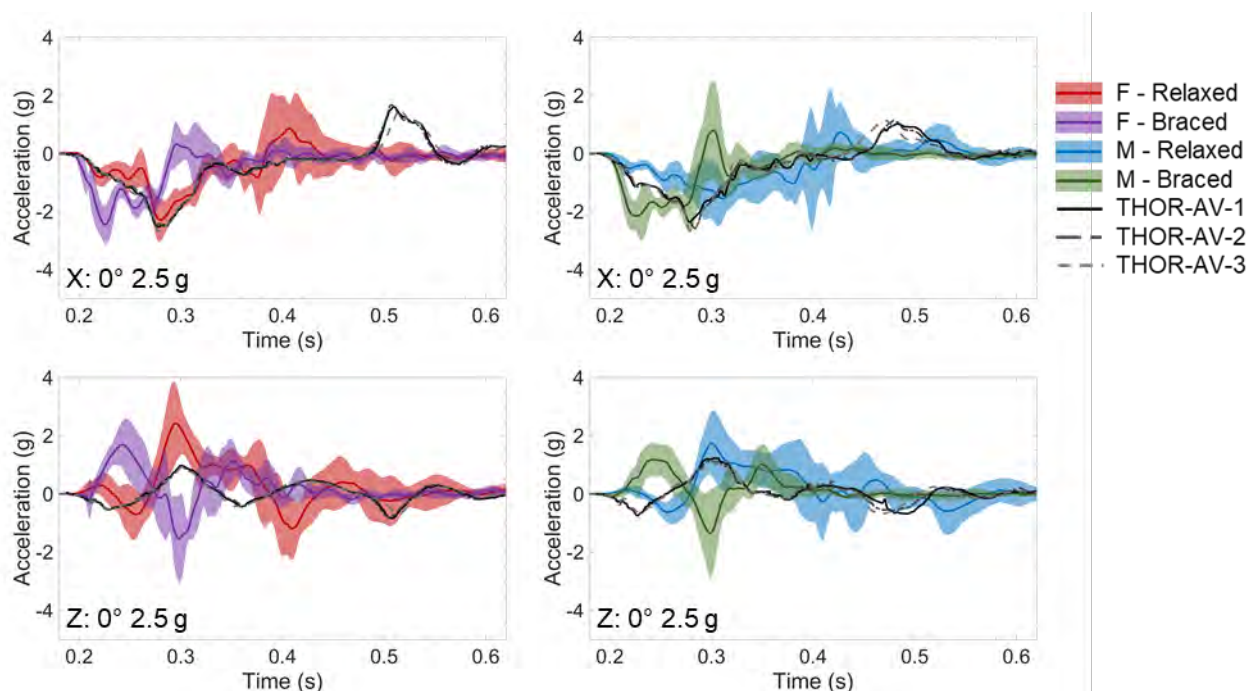 4
2
0
-2
-4
Acceleration (g)
X: 0° 2.5 g
0.2 0.3 0.4 0.5 0.6
Time (s)
4
2
0
-2
-4
Acceleration (g)
X: 0° 2.5 g
0.2 0.3 0.4 0.5 0.6
Time (s)
F - Relaxed
F - Braced
M - Relaxed
M - Braced
THOR-AV-1
THOR-AV-2
THOR-AV-3
4
2
0
-2
-4
Acceleration (g)
Z: 0° 2.5 g
0.2 0.3 0.4 0.5 0.6
Time (s)
4
2
0
-2
-4
Acceleration (g)
Z: 0° 2.5 g
0.2 0.3 0.4 0.5 0.6
Time (s)